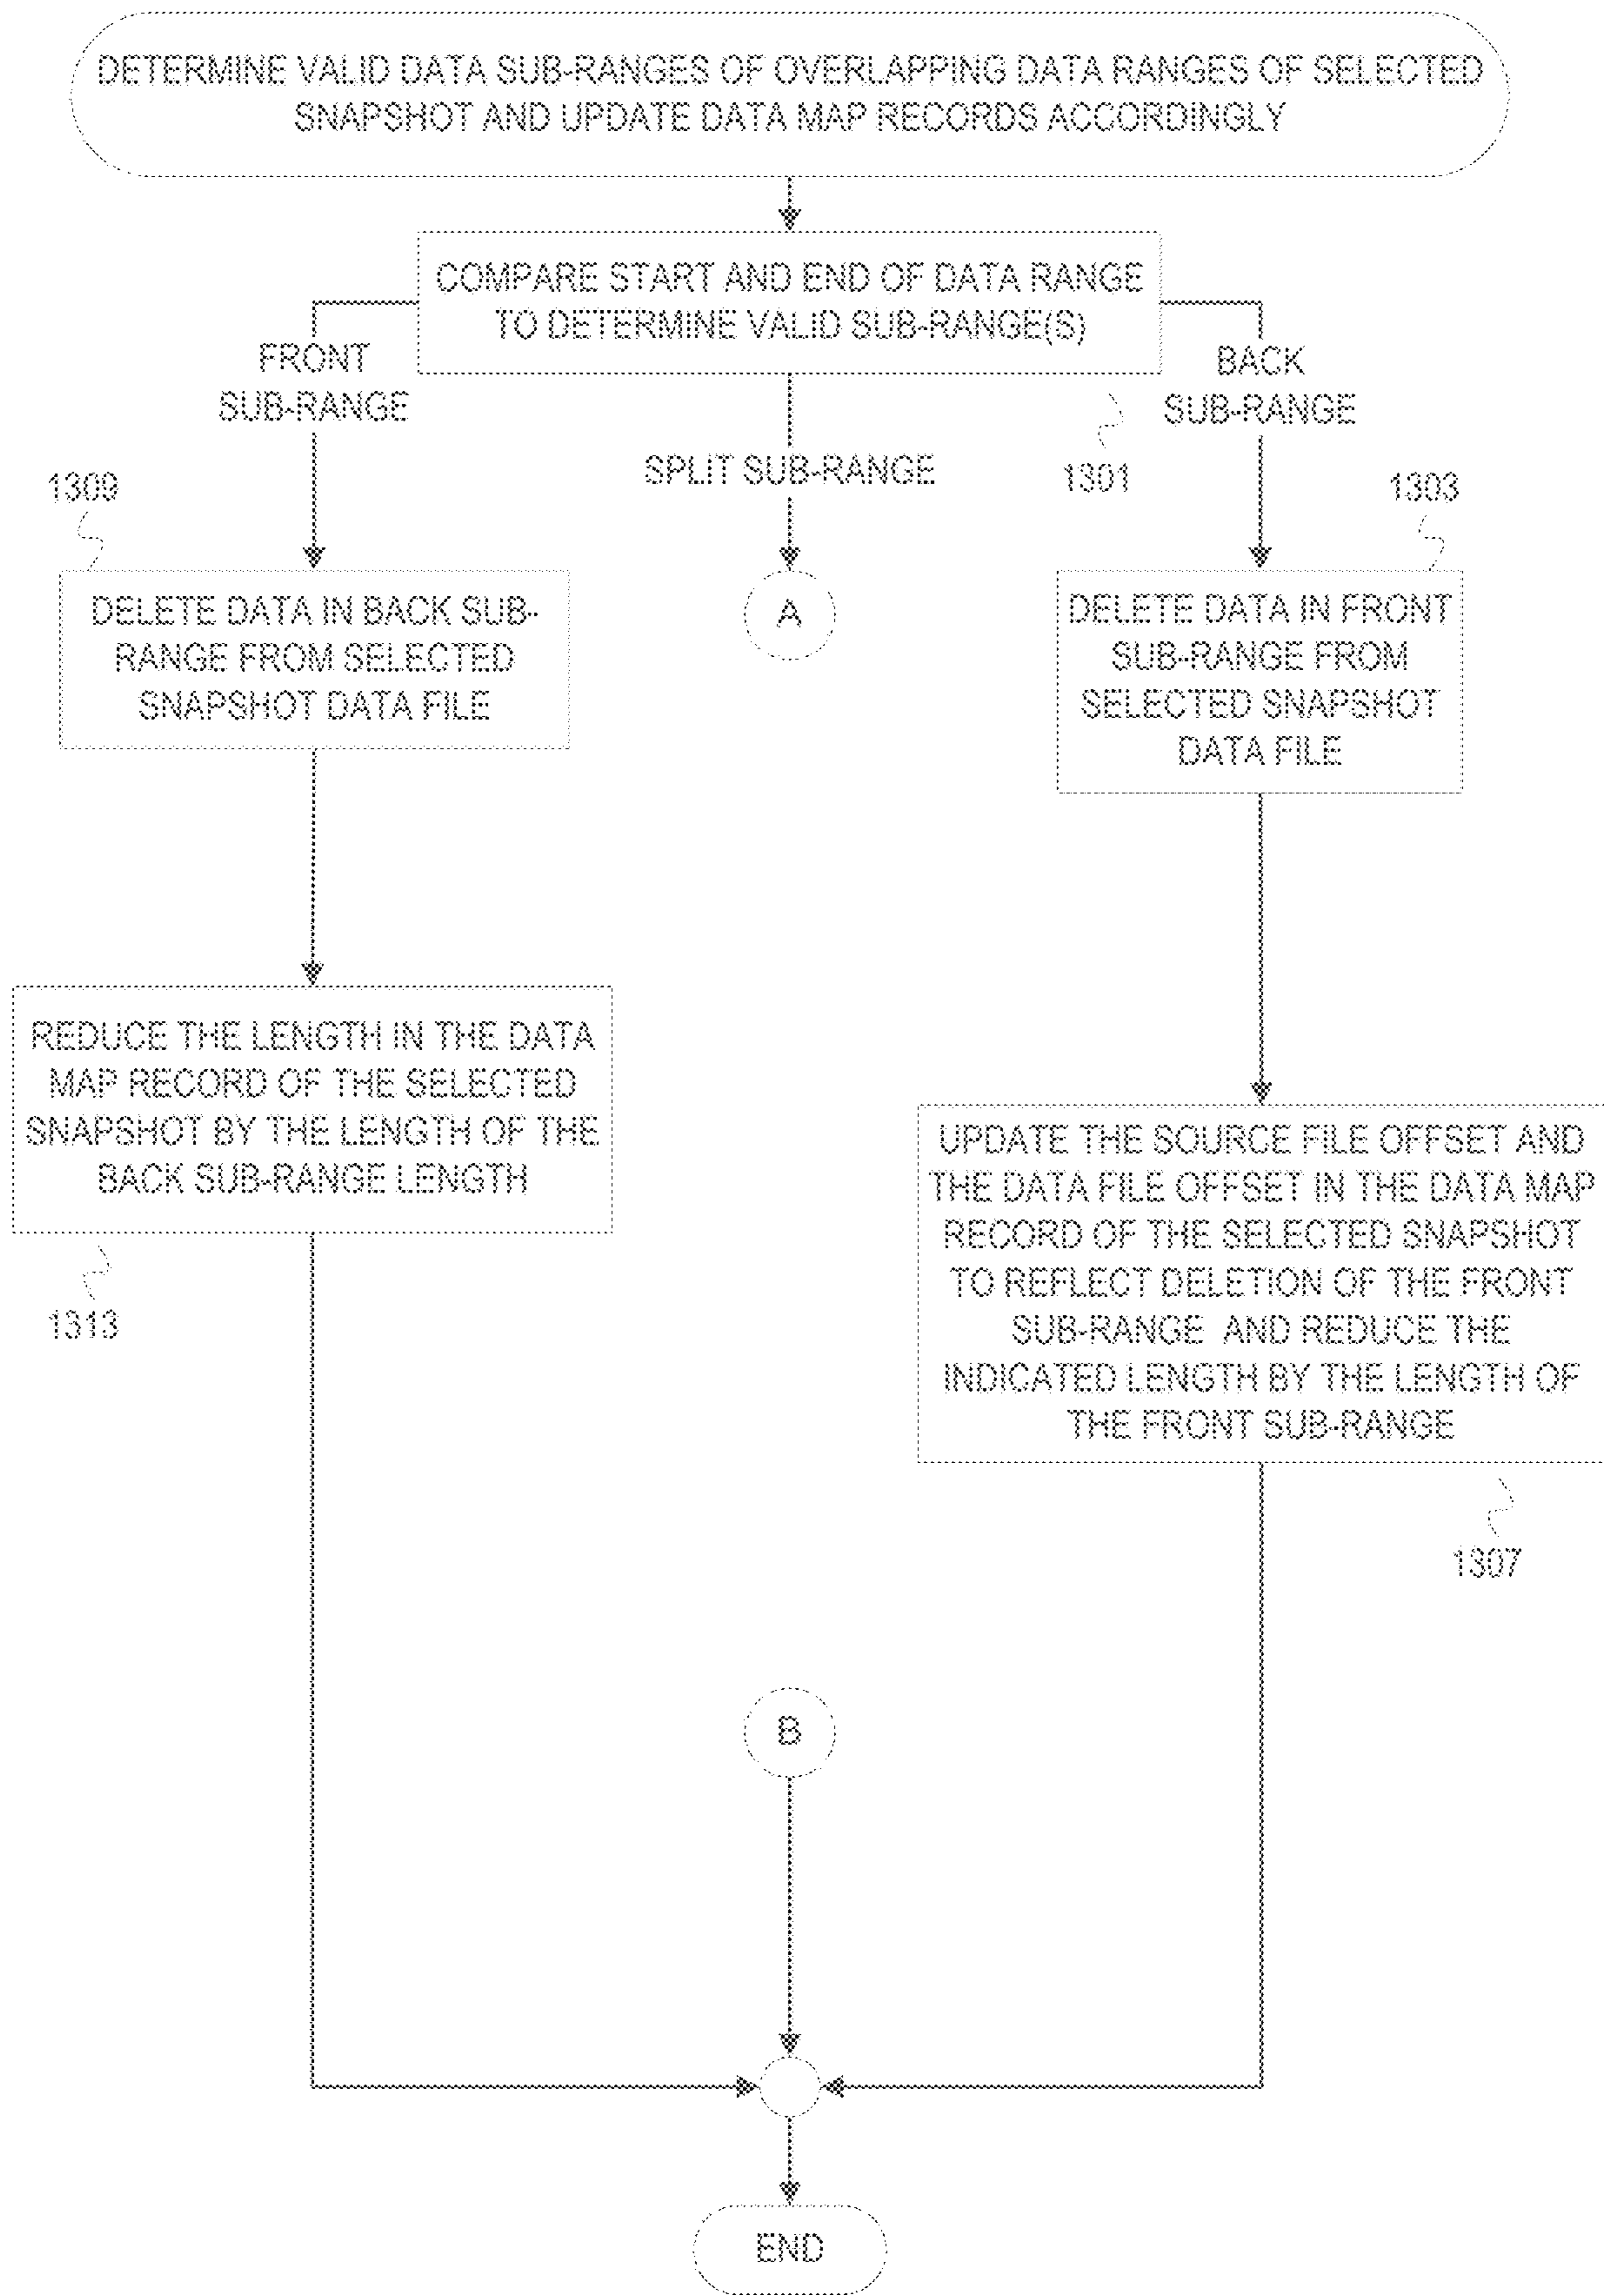 DETERMINE VALID DATA SUB-RANGES OF OVERLAPPING DATA RANGES OF SELECTED
SNAPSHOT AND UPDATE DATA MAP RECORDS ACCORDINGLY
COMPARE START AND END OF DATA RANGE
TO DETERMINE VALID SUB-RANGE(S)
FRONT
SUB-RANGE
SPLIT SUB-RANGE
1301
BACK
SUB-RANGE
1309
1303
DELETE DATA IN BACK SUB-
RANGE FROM SELECTED
SNAPSHOT DATA FILE
A
DELETE DATA IN FRONT
SUB-RANGE FROM
SELECTED SNAPSHOT
DATA FILE
REDUCE THE LENGTH IN THE DATA
MAP RECORD OF THE SELECTED
SNAPSHOT BY THE LENGTH OF THE
BACK SUB-RANGE LENGTH
1313
UPDATE THE SOURCE FILE OFFSET AND
THE DATA FILE OFFSET IN THE DATA MAP
RECORD OF THE SELECTED SNAPSHOT
TO REFLECT DELETION OF THE FRONT
SUB-RANGE AND REDUCE THE
INDICATED LENGTH BY THE LENGTH OF
THE FRONT SUB-RANGE
1307
B
END